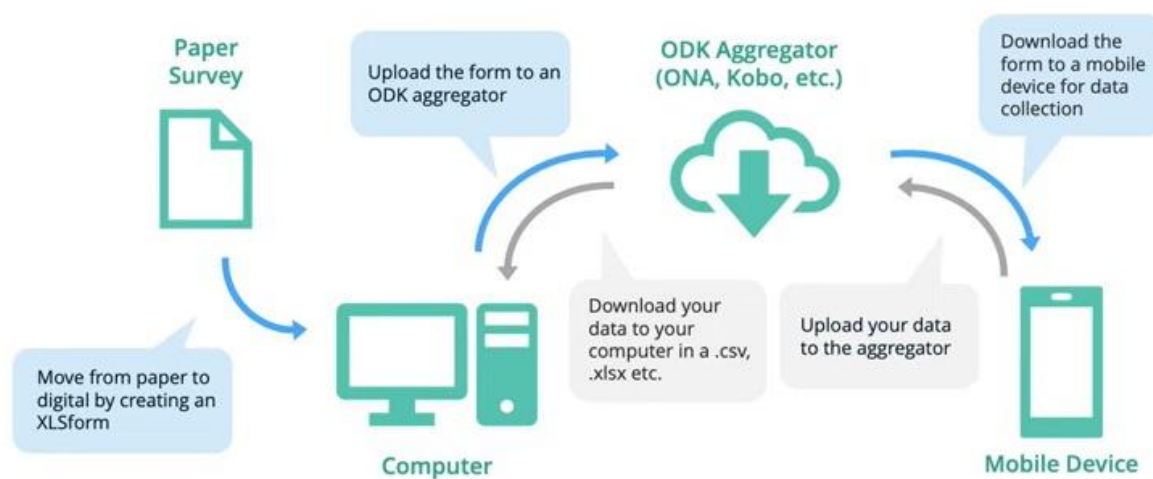 Paper
Survey
Upload the form to an
ODK aggregator
ODK Aggregator
(ONA, Kobo, etc.)
Download the
form to a mobile
device for data
collection
Move from paper to
digital by creating an
XLSform
Download your
data to your
computer in a .csv,
.xlsx etc.
Upload your data
to the aggregator
Computer
Mobile Device